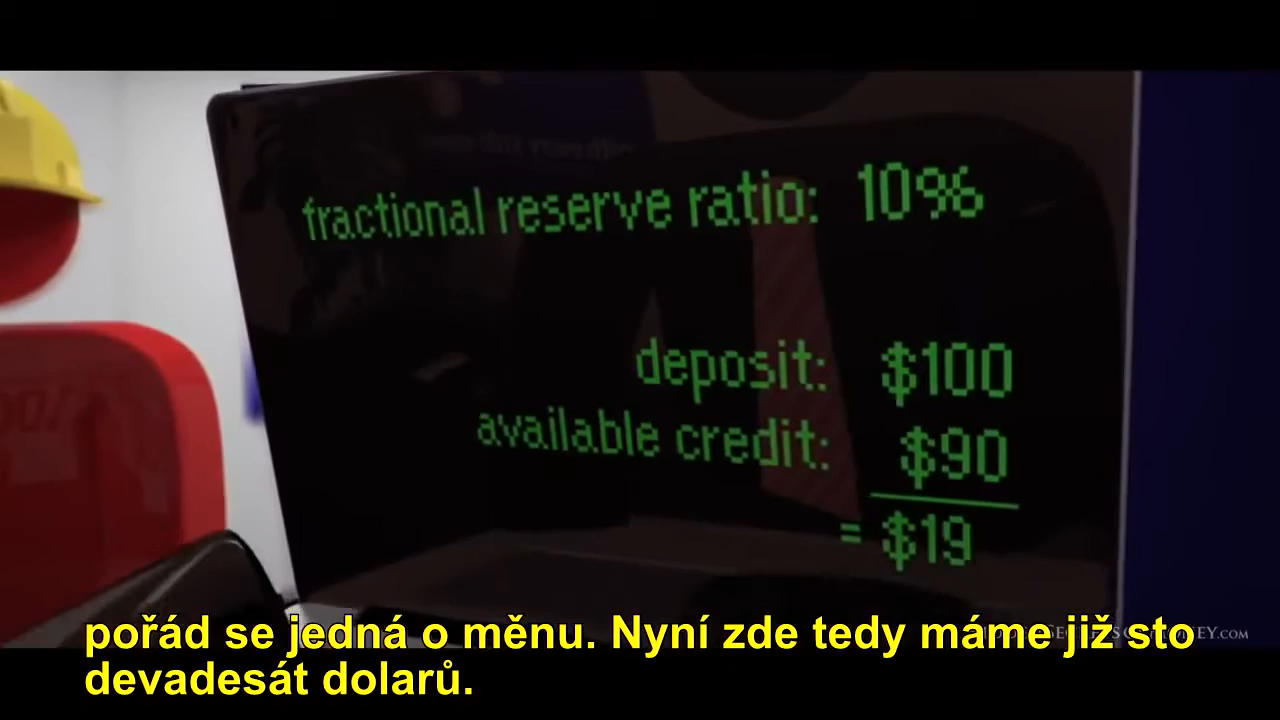 fractional reserve ratio: 10%
deposit: $100
available credit: $90
= $19
pořád se jedná o měnu. Nyní zde tedy máme již sto
devadesát dolarů.